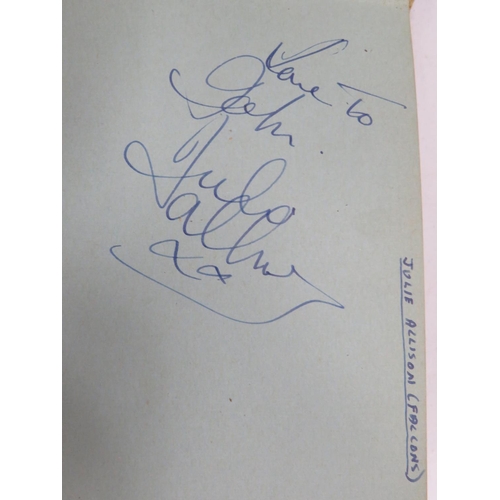 Love To
John.
Julie
Allison
xx
JULIE ALLISON (FALCONS)